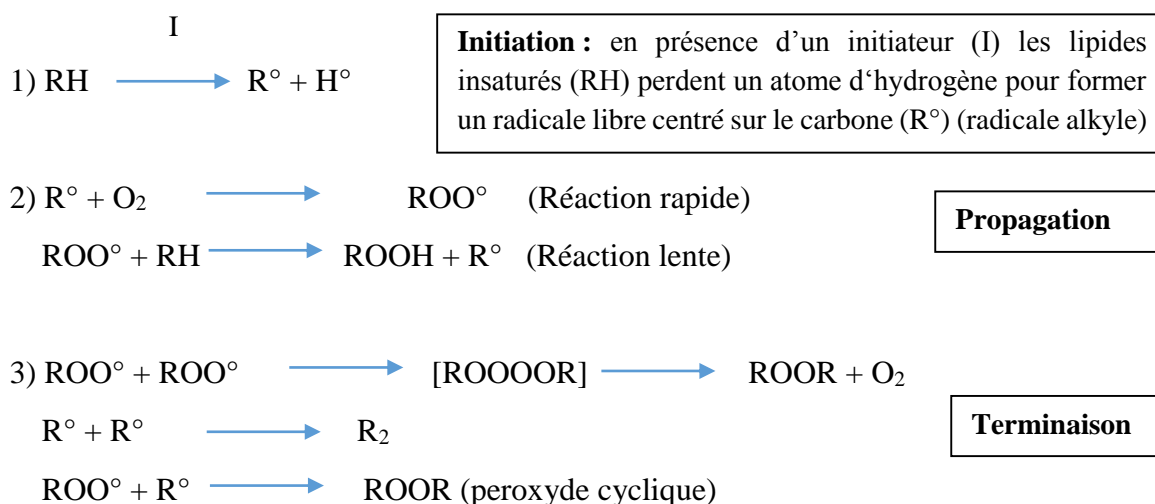 I
1) RH R° + H°
Initiation : en présence d’un initiateur (I) les lipides
insaturés (RH) perdent un atome d‘hydrogène pour former
un radicale libre centré sur le carbone (R°) (radicale alkyle)
2) R° + O₂ ROO° (Réaction rapide)
Propagation
ROO° + RH ROOH + R° (Réaction lente)
3) ROO° + ROO° [ROOOOR] ROOR + O₂
R° + R° R₂
Terminaison
ROO° + R° ROOR (peroxyde cyclique)